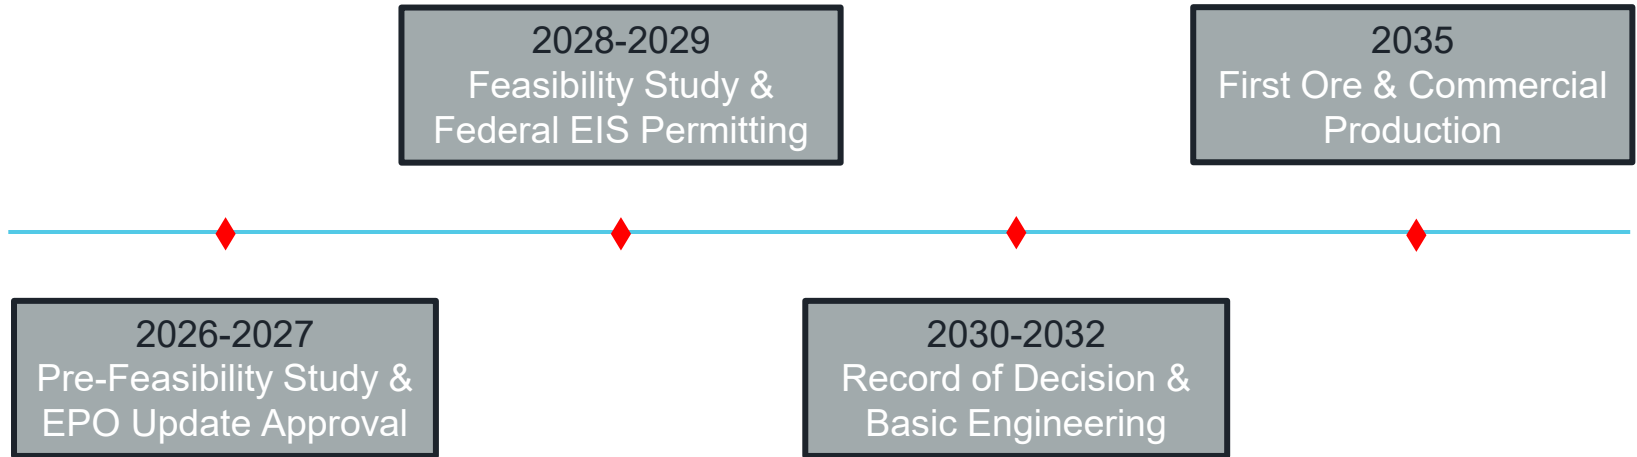 2028-2029
Feasibility Study &
Federal EIS Permitting
2035
First Ore & Commercial
Production
2026-2027
Pre-Feasibility Study &
EPO Update Approval
2030-2032
Record of Decision &
Basic Engineering